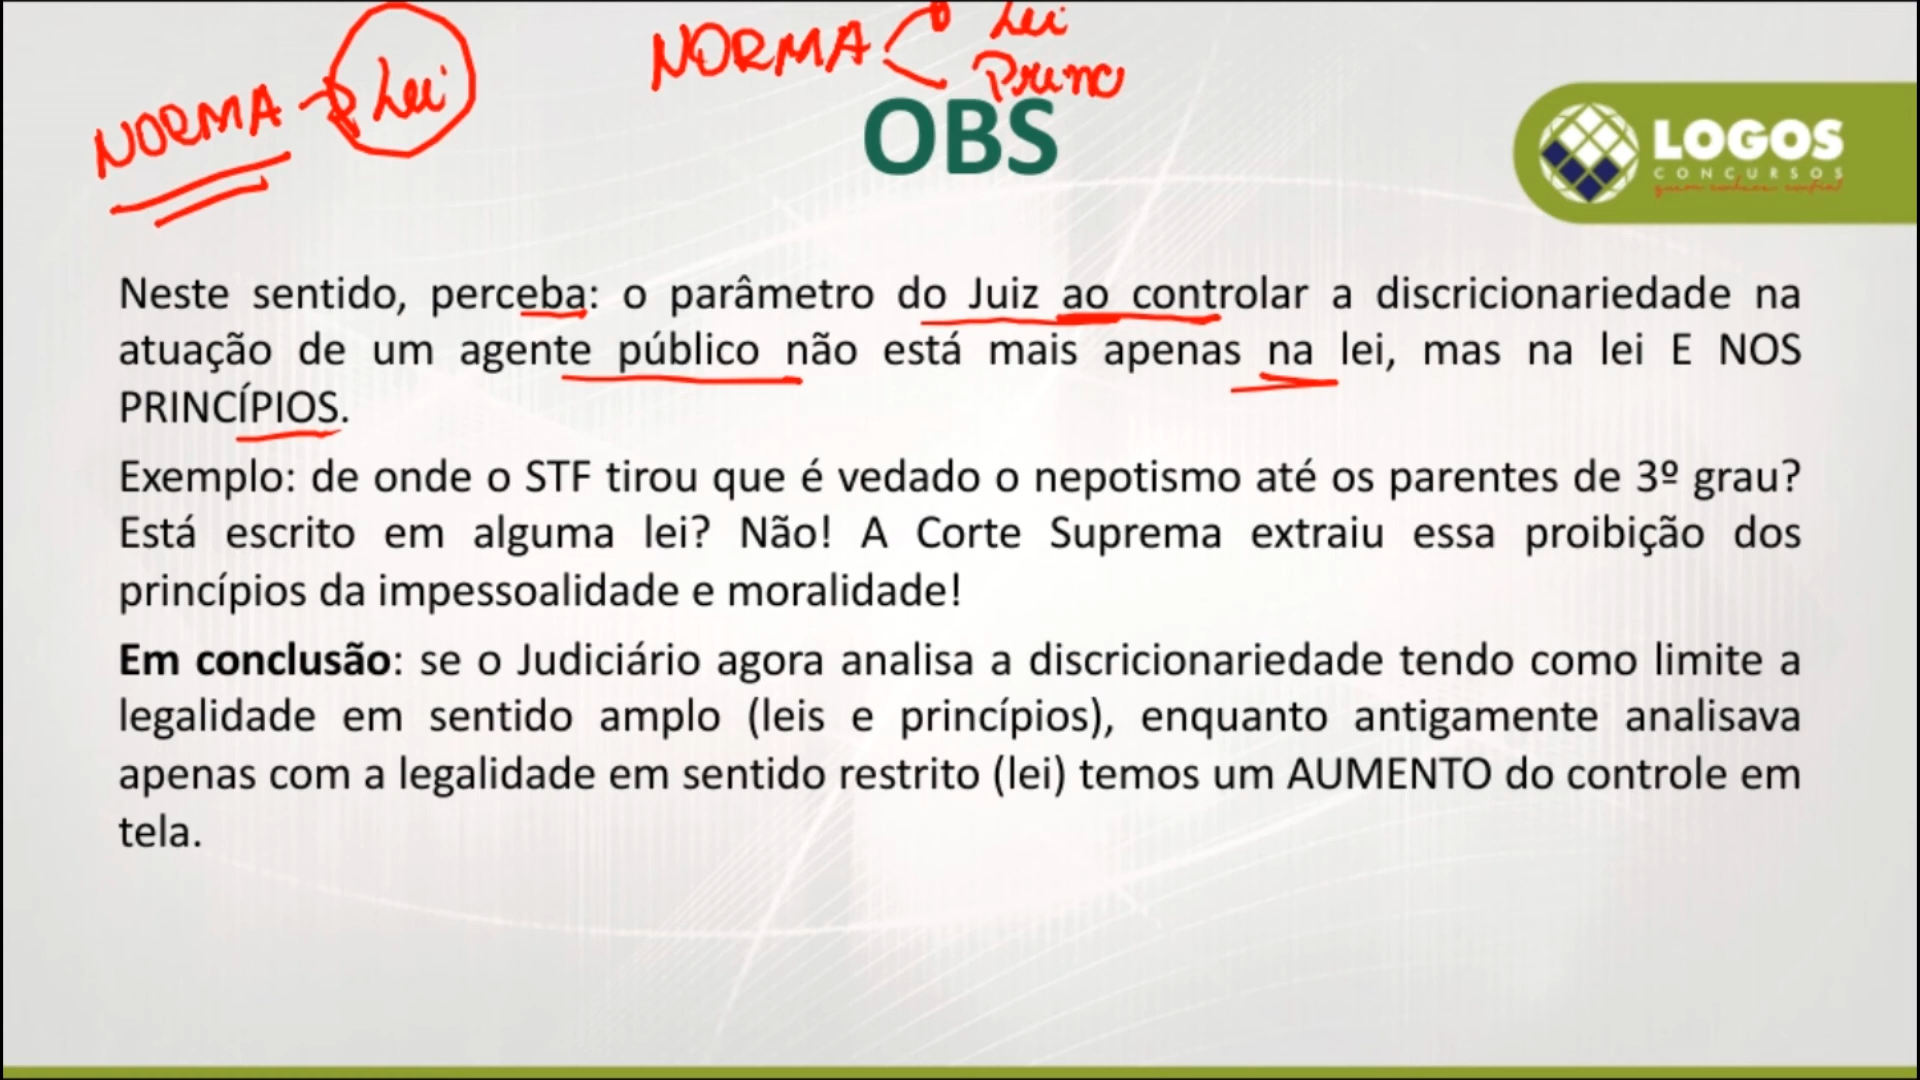 NORMA Lei
NORMA Lei
Princ
OBS
LOGOS
CONCURSOS
quem conhece, confia!
Neste sentido, perceba: o parâmetro do Juiz ao controlar a discricionariedade na
atuação de um agente público não está mais apenas na lei, mas na lei E NOS
PRINCÍPIOS.
Exemplo: de onde o STF tirou que é vedado o nepotismo até os parentes de 3º grau?
Está escrito em alguma lei? Não! A Corte Suprema extraiu essa proibição dos
princípios da impessoalidade e moralidade!
Em conclusão: se o Judiciário agora analisa a discricionariedade tendo como limite a
legalidade em sentido amplo (leis e princípios), enquanto antigamente analisava
apenas com a legalidade em sentido restrito (lei) temos um AUMENTO do controle em
tela.